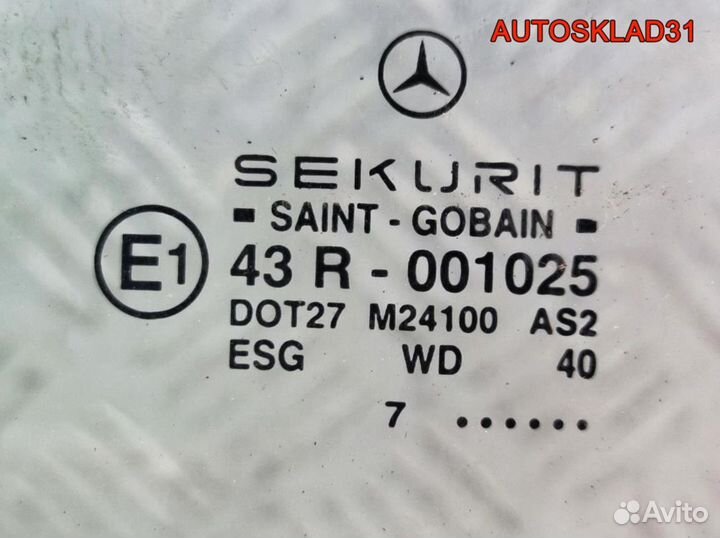 AUTOSKLAD31
SEKURIT
SAINT - GOBAIN
E1 43 R - 001025
DOT27 M24100 AS2
ESG WD 40
7 ......
Avito